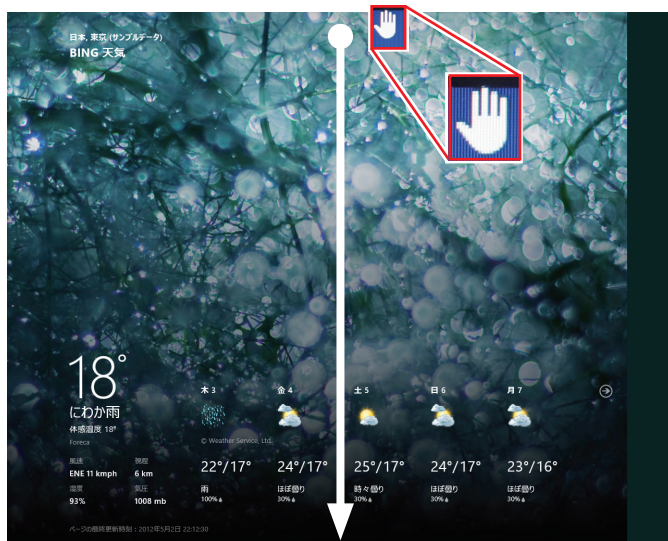 日本, 東京 (サンプルデータ)
BING 天気
18°
にわか雨
体感温度 18°
Foreca
風速 視程
ENE 11 kmph 6 km
湿度 気圧
93% 1008 mb
木 3 金 4 土 5 日 6 月 7
© Weather Service, Ltd.
22°/17° 24°/17° 25°/17° 24°/17° 23°/16°
雨 ほぼ曇り 時々曇り ほぼ曇り ほぼ曇り
100% 30% 30% 30% 30%
ページの最終更新時刻 : 2012年5月2日 22:12:30